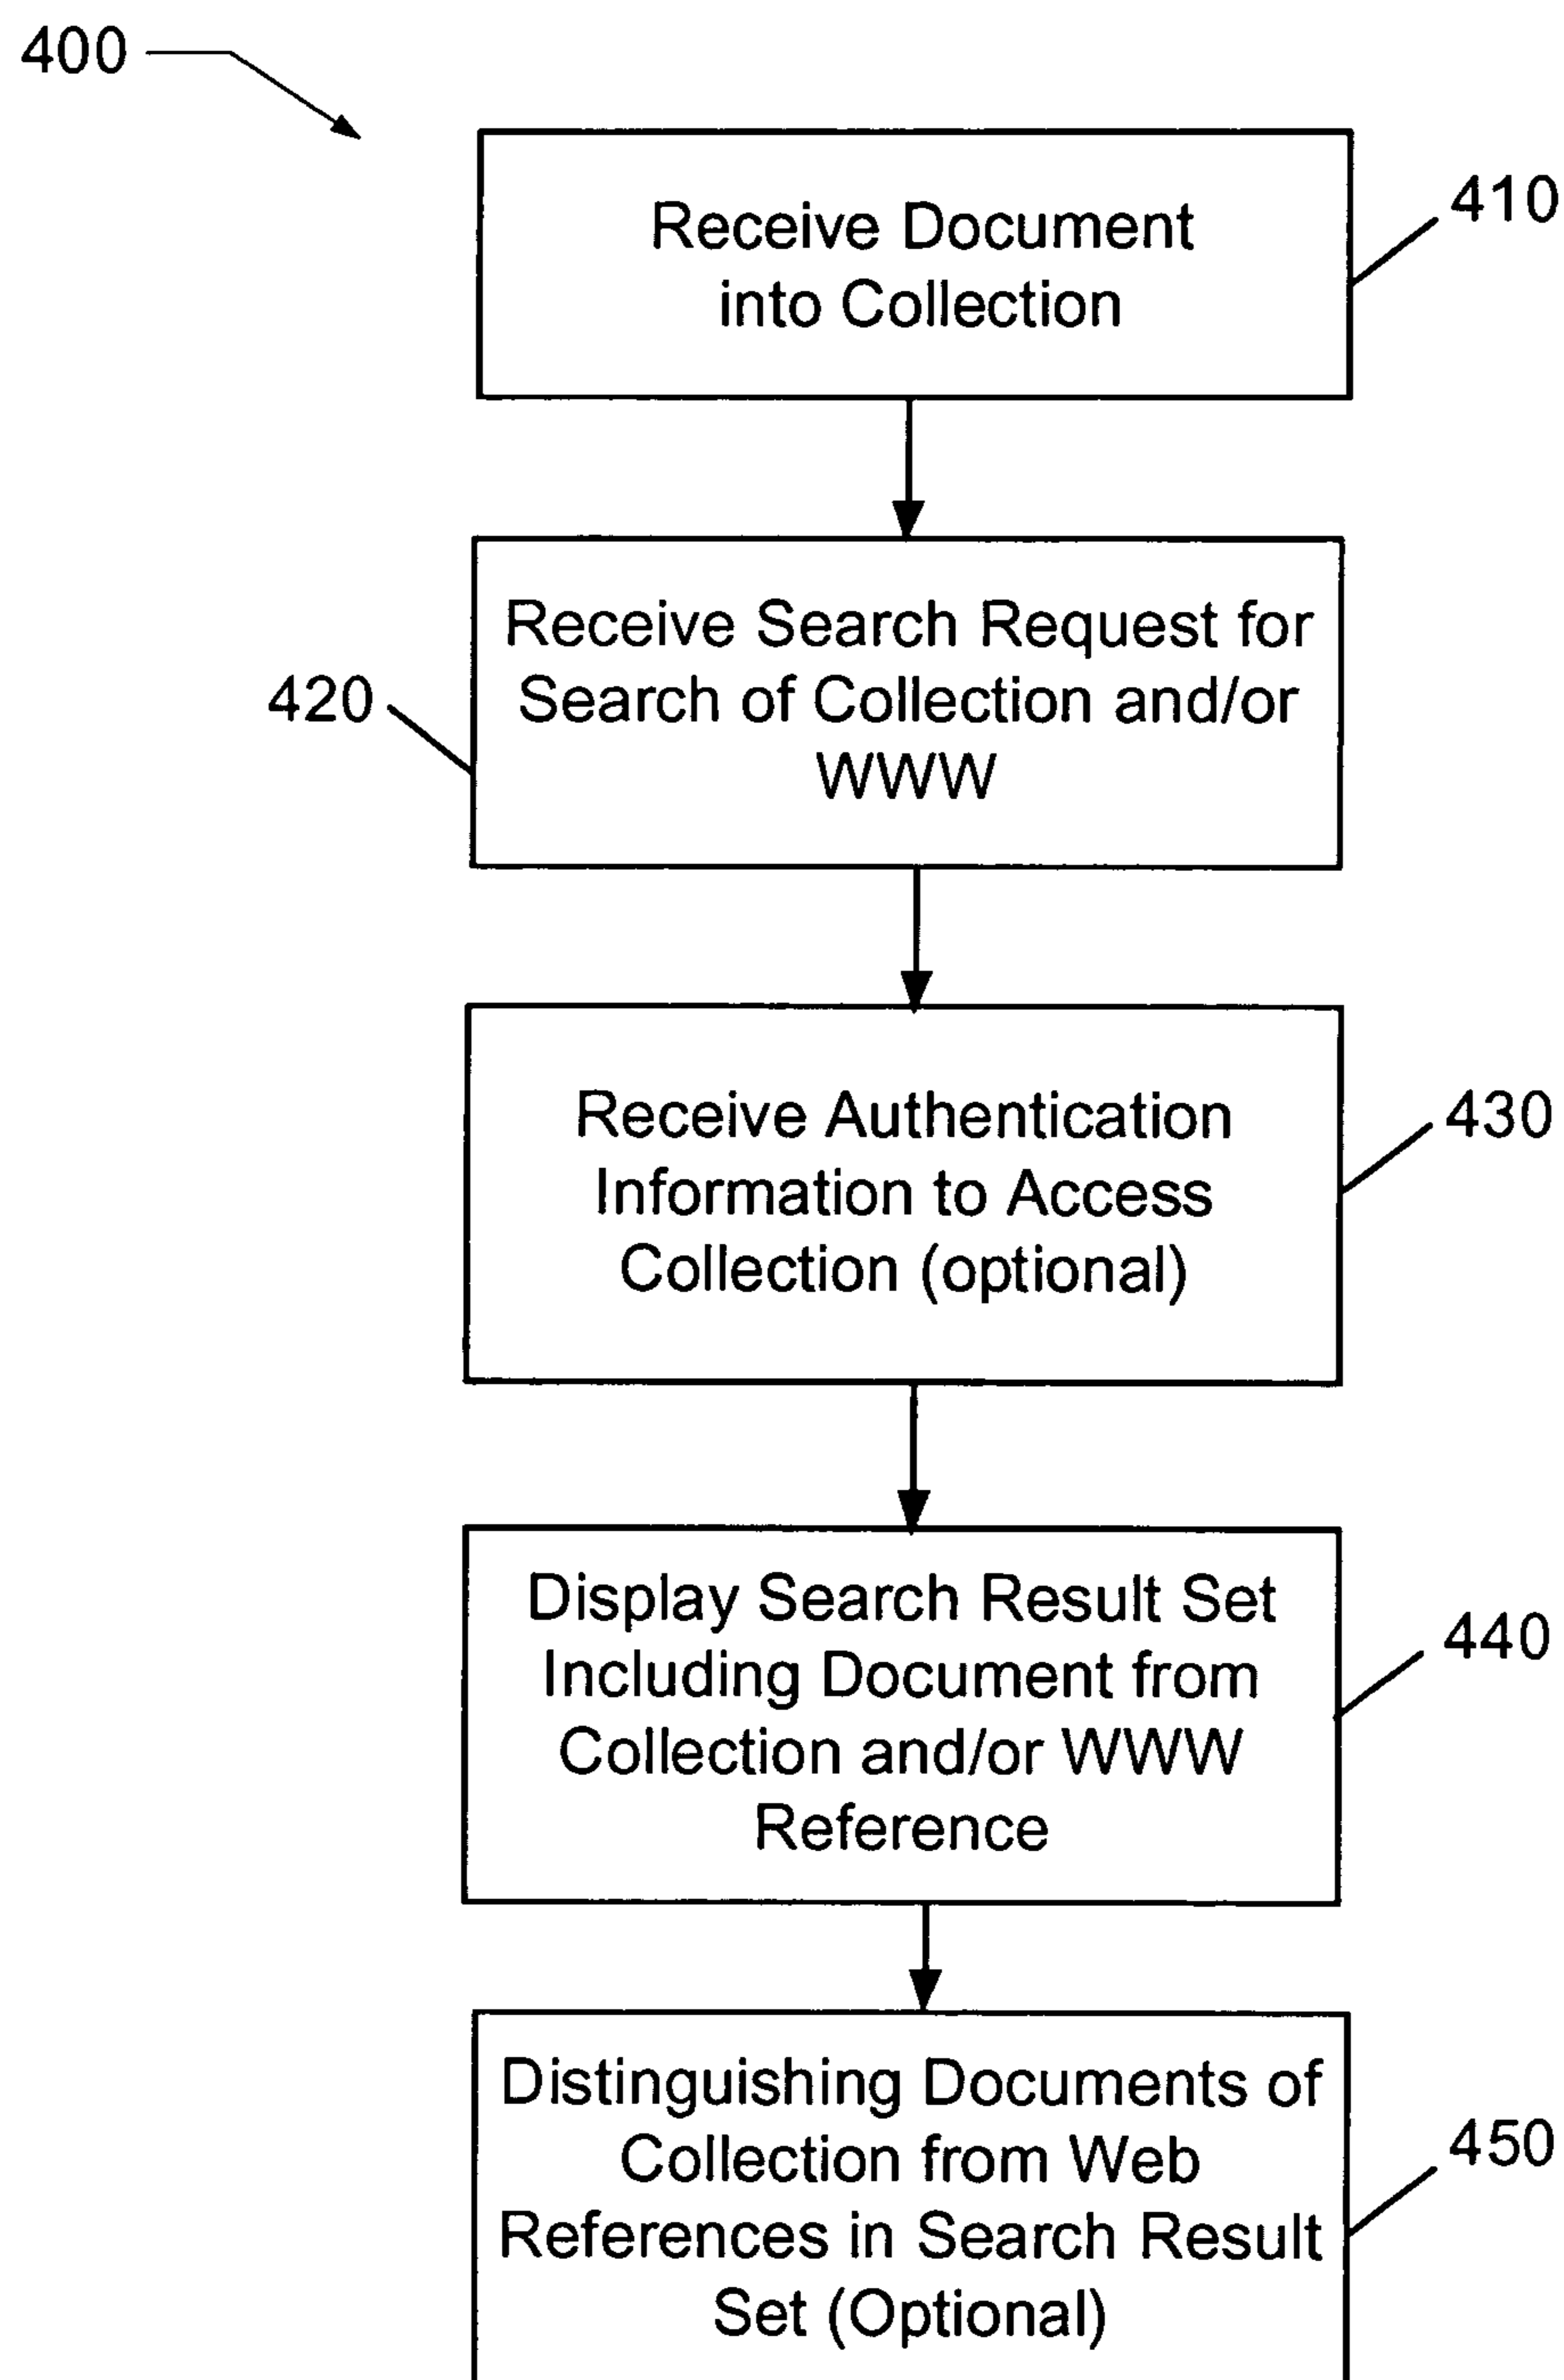 400
Receive Document
into Collection
410
Receive Search Request for
Search of Collection and/or
WWW
420
Receive Authentication
Information to Access
Collection (optional)
430
Display Search Result Set
Including Document from
Collection and/or WWW
Reference
440
Distinguishing Documents of
Collection from Web
References in Search Result
Set (Optional)
450